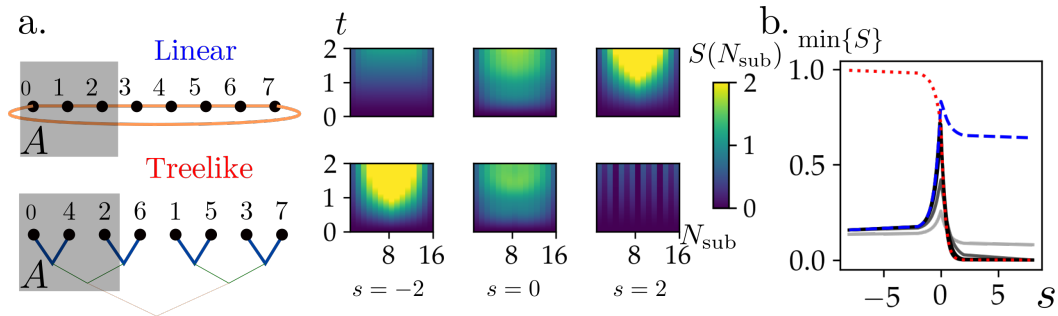 a.
Linear
0 1 2 3 4 5 6 7
A
Treelike
0 4 2 6 1 5 3 7
A
t
2
1
0
2
1
0
8 16
8 16
8 16
N_sub
s = −2
s = 0
s = 2
S(N_sub)
2
1
0
b.
min{S}
1.0
0.5
0.0
−5 0 5
s